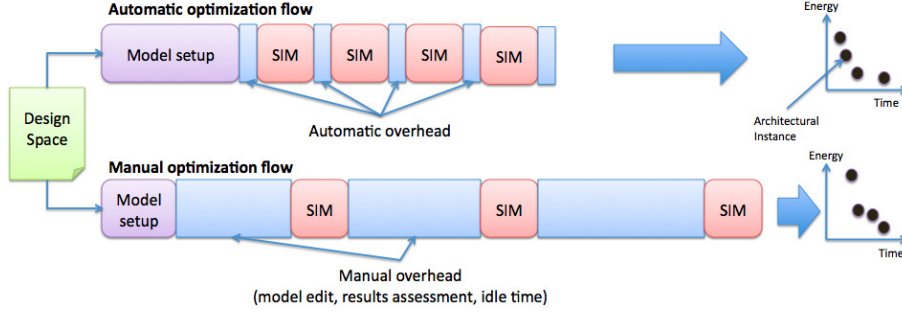 Automatic optimization flow
Model setup
SIM
SIM
SIM
SIM
Automatic overhead
Energy
Time
Architectural
Instance
Design
Space
Manual optimization flow
Model
setup
SIM
SIM
SIM
Manual overhead
(model edit, results assessment, idle time)
Energy
Time